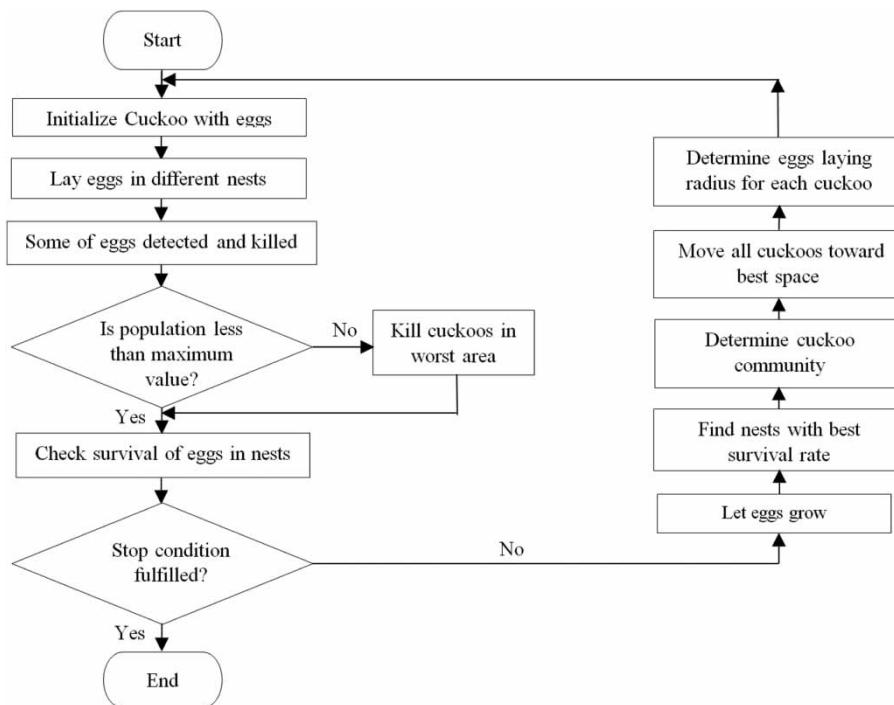 Start
Initialize Cuckoo with eggs
Lay eggs in different nests
Some of eggs detected and killed
Is population less
than maximum
value?
No
Kill cuckoos in
worst area
Yes
Check survival of eggs in nests
Stop condition
fulfilled?
No
Yes
End
Determine eggs laying
radius for each cuckoo
Move all cuckoos toward
best space
Determine cuckoo
community
Find nests with best
survival rate
Let eggs grow